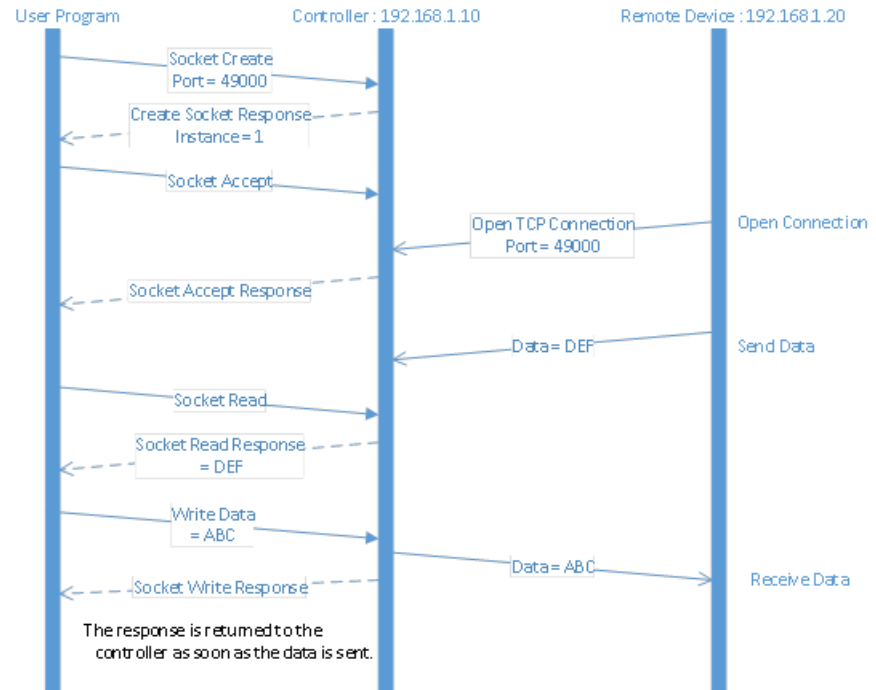 User Program
Controller : 192.168.1.10
Remote Device : 192.168.1.20
Socket Create
Port = 49000
Create Socket Response
Instance = 1
Socket Accept
Open TCP Connection
Port = 49000
Open Connection
Socket Accept Response
Data = DEF
Send Data
Socket Read
Socket Read Response
= DEF
Write Data
= ABC
Data = ABC
Receive Data
Socket Write Response
The response is returned to the
controller as soon as the data is sent.